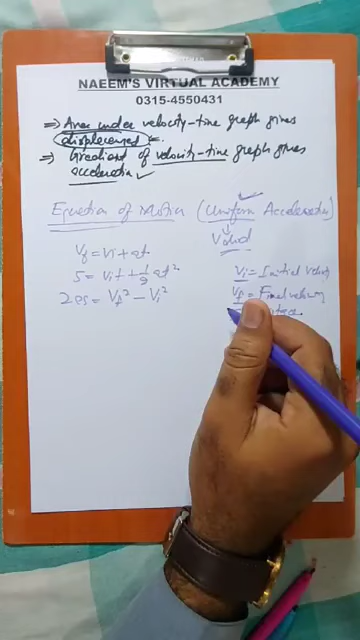 NAEEM'S VIRTUAL ACADEMY
0315-4550431
⇒ Area under velocity-time graph gives
displacement ⇐.
⇒ Gradient of velocity-time graph gives
acceleration ✓
Equation of motion (Uniform Acceleration)
Valid
Vf = Vi + at
S = Vit + 1/2 at²
2as = Vf² - Vi²
Vi = Initial velocity
Vf = Final velocity